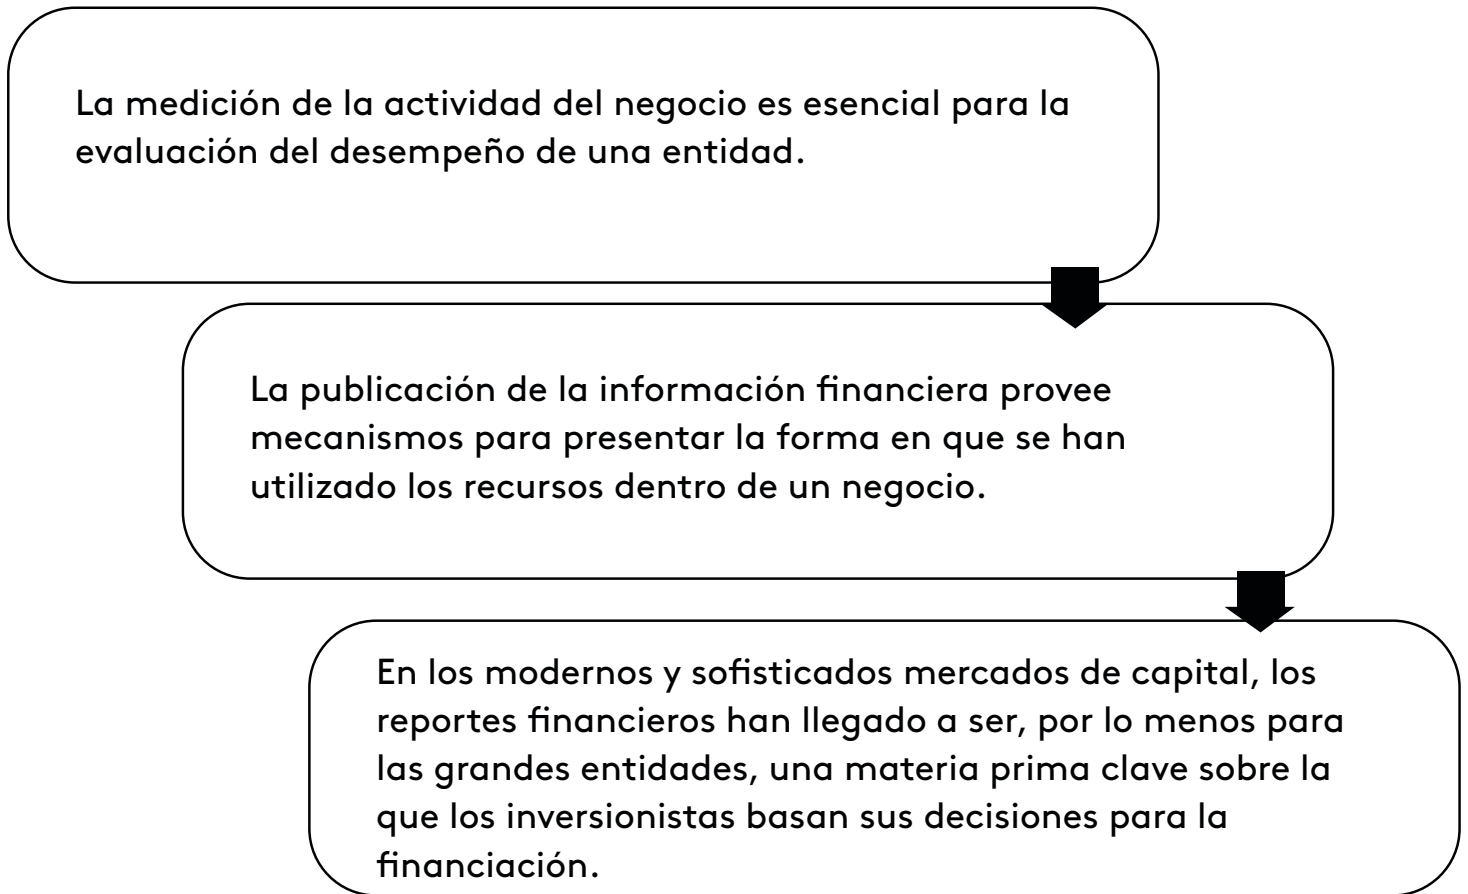 La medición de la actividad del negocio es esencial para la
evaluación del desempeño de una entidad.
La publicación de la información financiera provee
mecanismos para presentar la forma en que se han
utilizado los recursos dentro de un negocio.
En los modernos y sofisticados mercados de capital, los
reportes financieros han llegado a ser, por lo menos para
las grandes entidades, una materia prima clave sobre la
que los inversionistas basan sus decisiones para la
financiación.